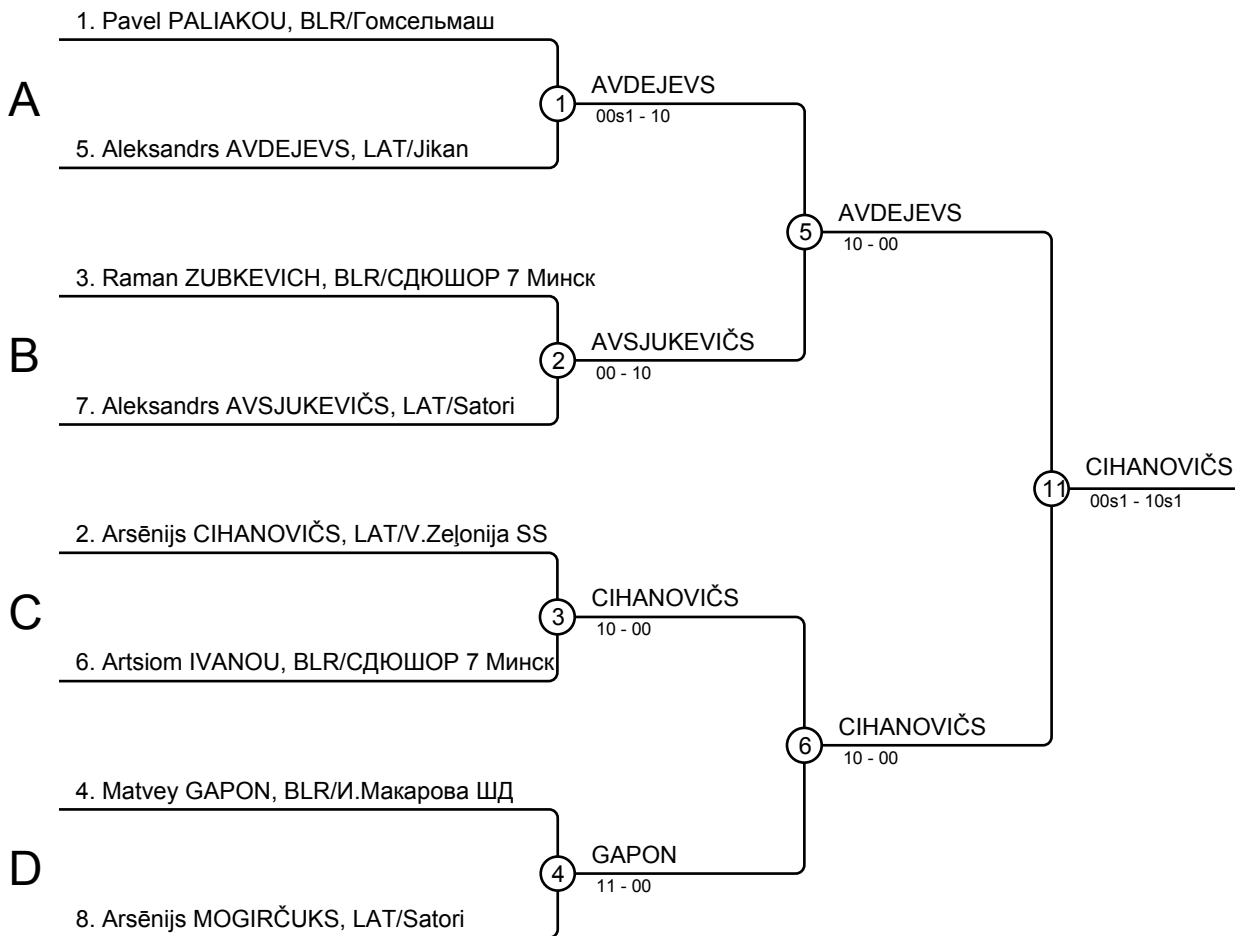 1. Pavel PALIAKOU, BLR/Гомсельмаш
A
1
AVDEJEVS
00s1 - 10
5. Aleksandrs AVDEJEVS, LAT/Jikan
5
AVDEJEVS
10 - 00
3. Raman ZUBKEVICH, BLR/СДЮШОР 7 Минск
B
2
AVSJUKEVIČS
00 - 10
7. Aleksandrs AVSJUKEVIČS, LAT/Satori
11
CIHANOVIČS
00s1 - 10s1
2. Arsēnijs CIHANOVIČS, LAT/V.Zeļonija SS
C
3
CIHANOVIČS
10 - 00
6. Artsiom IVANOU, BLR/СДЮШОР 7 Минск
6
CIHANOVIČS
10 - 00
4. Matvey GAPON, BLR/И.Макарова ШД
D
4
GAPON
11 - 00
8. Arsēnijs MOGIRČUKS, LAT/Satori